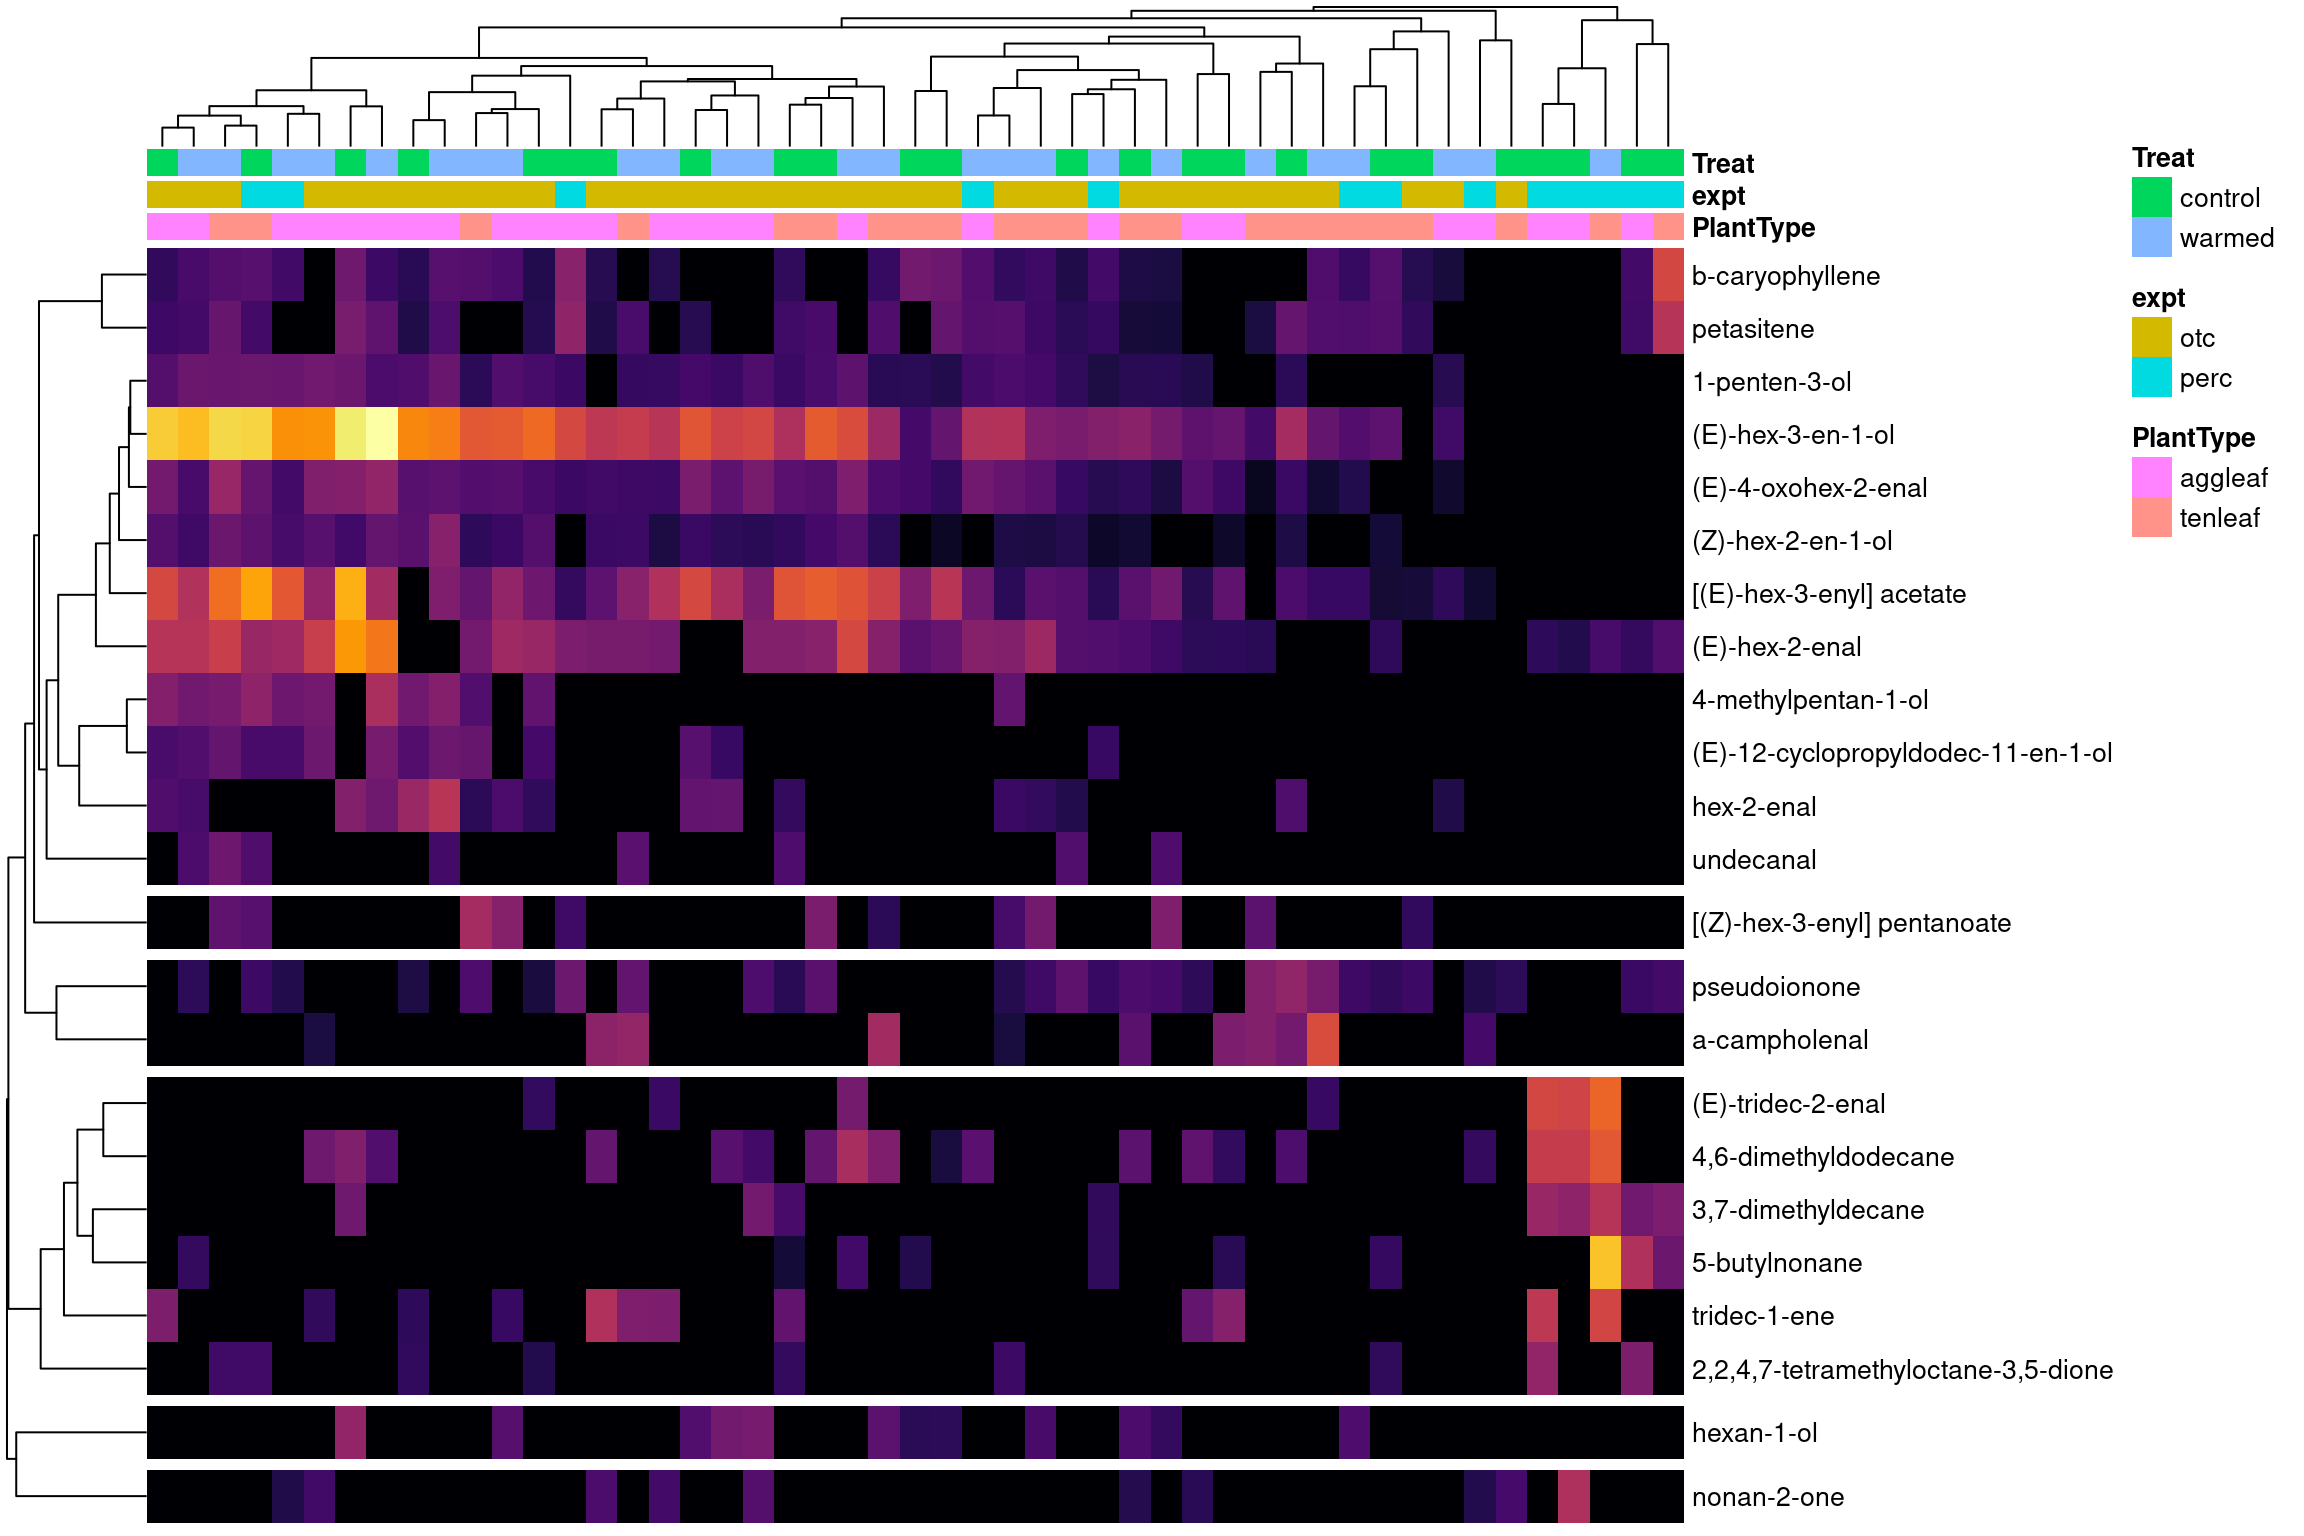 Treat
expt
PlantType
b-caryophyllene
petasitene
1-penten-3-ol
(E)-hex-3-en-1-ol
(E)-4-oxohex-2-enal
(Z)-hex-2-en-1-ol
[(E)-hex-3-enyl] acetate
(E)-hex-2-enal
4-methylpentan-1-ol
(E)-12-cyclopropyldodec-11-en-1-ol
hex-2-enal
undecanal
[(Z)-hex-3-enyl] pentanoate
pseudoionone
a-campholenal
(E)-tridec-2-enal
4,6-dimethyldodecane
3,7-dimethyldecane
5-butylnonane
tridec-1-ene
2,2,4,7-tetramethyloctane-3,5-dione
hexan-1-ol
nonan-2-one
Treat
control
warmed
expt
otc
perc
PlantType
aggleaf
tenleaf